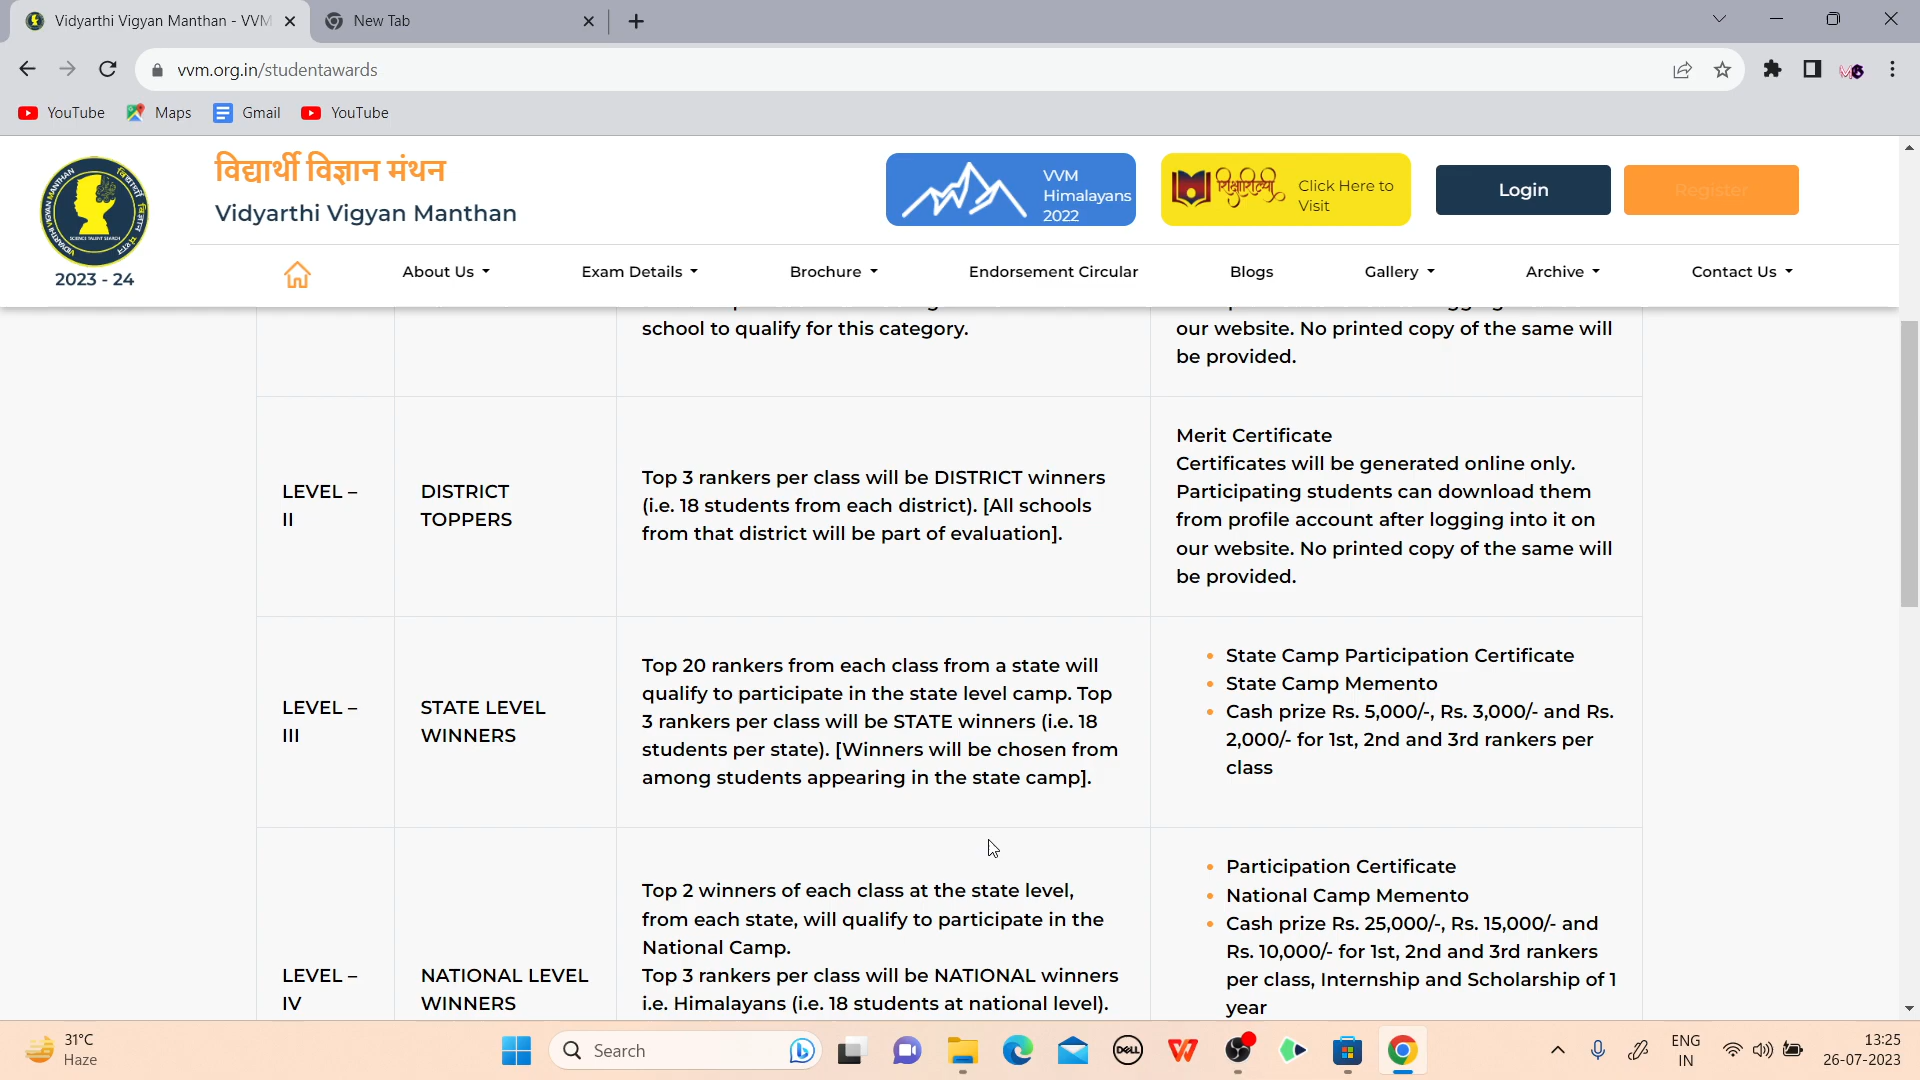 Vidyarthi Vigyan Manthan - VVM
New Tab
vvm.org.in/studentawards
YouTube
Maps
Gmail
YouTube
VIDYARTHI VIGYAN MANTHAN
विद्यार्थी विज्ञान मंथन
SCIENCE TALENT SEARCH
2023 - 24
विद्यार्थी विज्ञान मंथन
Vidyarthi Vigyan Manthan
VVM
Himalayans
2022
Click Here to
Visit
Login
Register
About Us
Exam Details
Brochure
Endorsement Circular
Blogs
Gallery
Archive
Contact Us
school to qualify for this category.
our website. No printed copy of the same will
be provided.
LEVEL –
II
DISTRICT
TOPPERS
Top 3 rankers per class will be DISTRICT winners
(i.e. 18 students from each district). [All schools
from that district will be part of evaluation].
Merit Certificate
Certificates will be generated online only.
Participating students can download them
from profile account after logging into it on
our website. No printed copy of the same will
be provided.
LEVEL –
III
STATE LEVEL
WINNERS
Top 20 rankers from each class from a state will
qualify to participate in the state level camp. Top
3 rankers per class will be STATE winners (i.e. 18
students per state). [Winners will be chosen from
among students appearing in the state camp].
State Camp Participation Certificate
State Camp Memento
Cash prize Rs. 5,000/-, Rs. 3,000/- and Rs.
2,000/- for 1st, 2nd and 3rd rankers per
class
LEVEL –
IV
NATIONAL LEVEL
WINNERS
Top 2 winners of each class at the state level,
from each state, will qualify to participate in the
National Camp.
Top 3 rankers per class will be NATIONAL winners
i.e. Himalayans (i.e. 18 students at national level).
Participation Certificate
National Camp Memento
Cash prize Rs. 25,000/-, Rs. 15,000/- and
Rs. 10,000/- for 1st, 2nd and 3rd rankers
per class, Internship and Scholarship of 1
year
31°C
Haze
Search
DELL
ENG
IN
13:25
26-07-2023